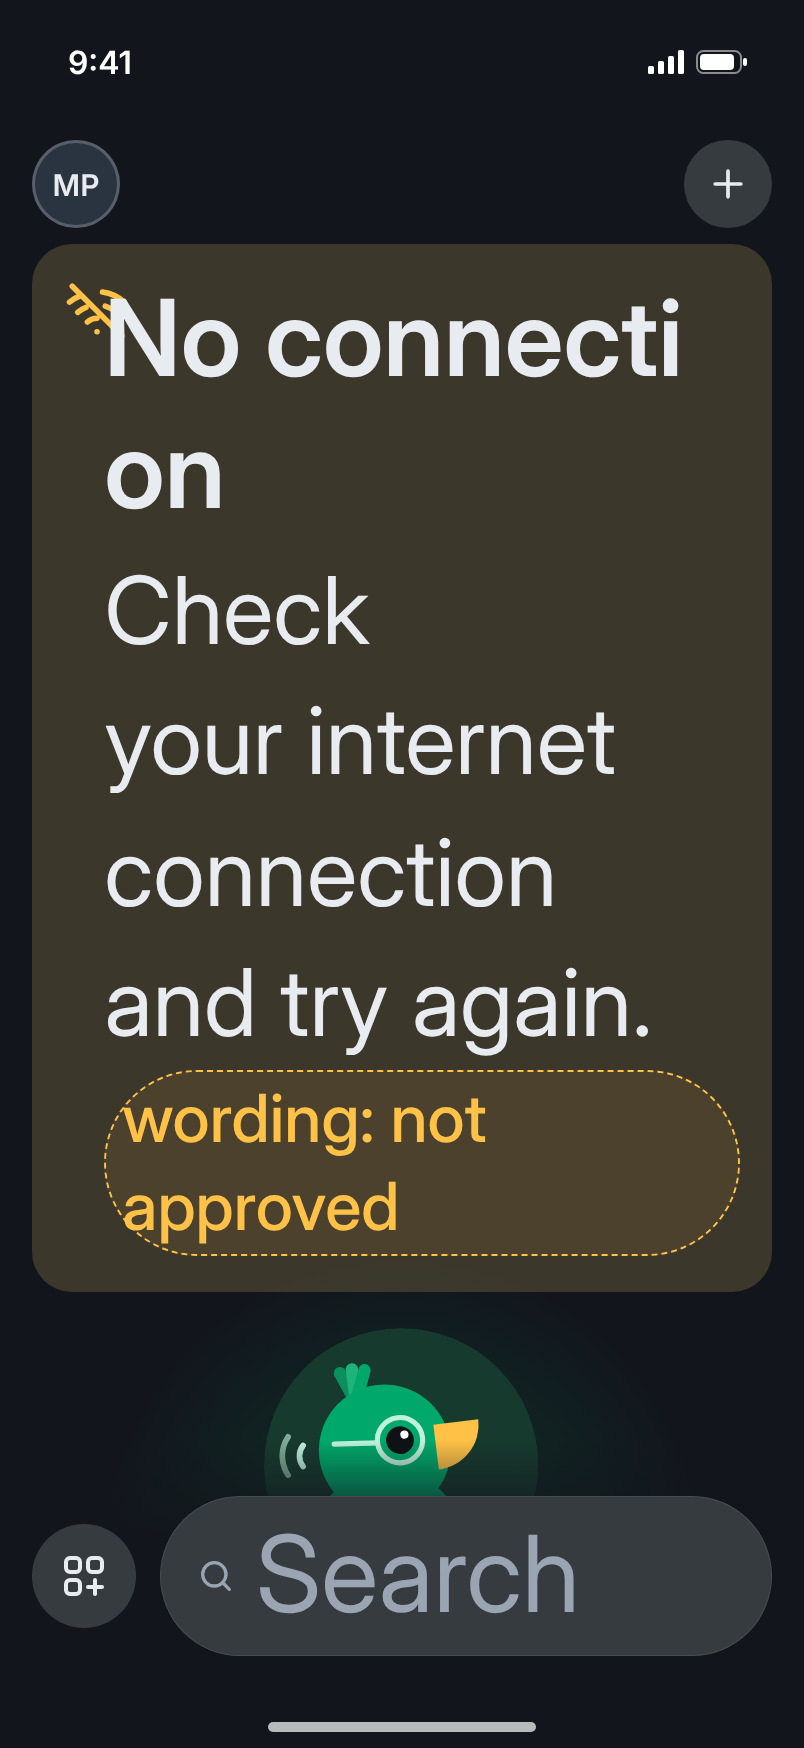 9:41
MP
No connecti
on
Check
your internet
connection
and try again.
wording: not
approved
Search